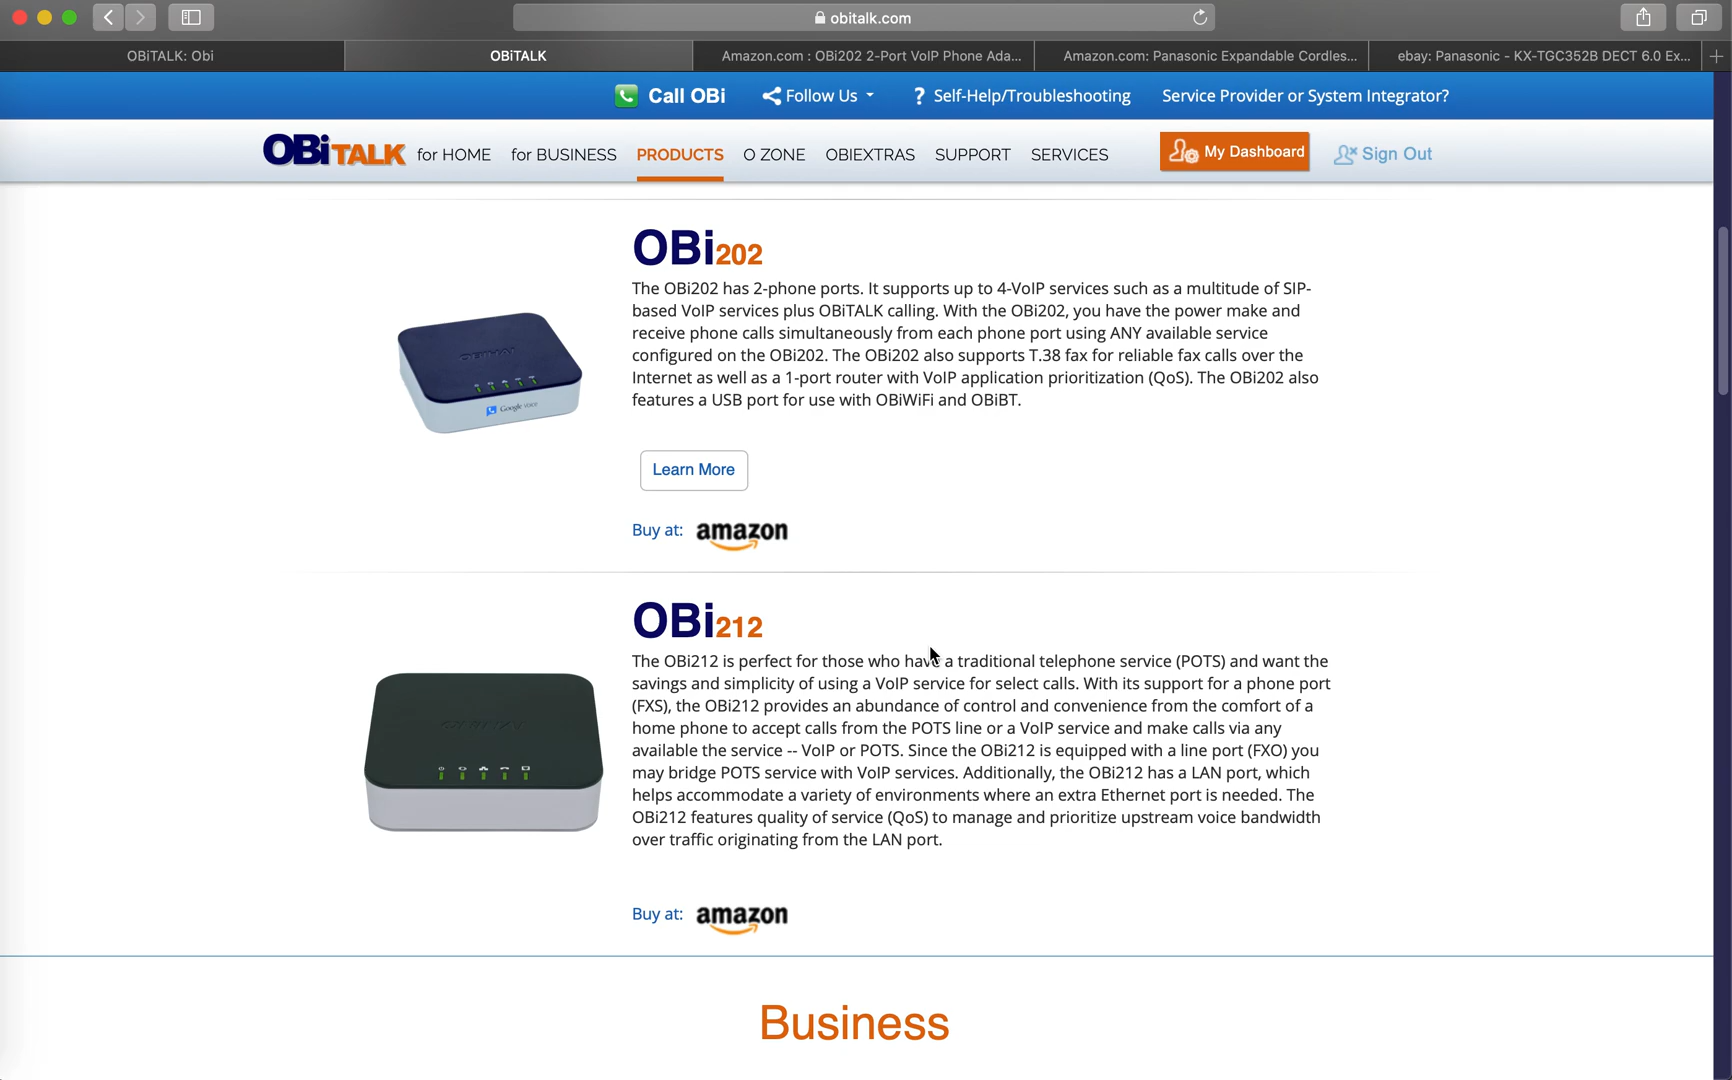 obitalk.com
OBiTALK: Obi
OBiTALK
Amazon.com : OBi202 2-Port VoIP Phone Ada...
Amazon.com: Panasonic Expandable Cordles...
ebay: Panasonic - KX-TGC352B DECT 6.0 Ex...
Call OBi
Follow Us
? Self-Help/Troubleshooting
Service Provider or System Integrator?
OBiTALK
for HOME
for BUSINESS
PRODUCTS
O ZONE
OBIEXTRAS
SUPPORT
SERVICES
My Dashboard
Sign Out
OBi202
The OBi202 has 2-phone ports. It supports up to 4-VoIP services such as a multitude of SIP-
based VoIP services plus OBiTALK calling. With the OBi202, you have the power make and
receive phone calls simultaneously from each phone port using ANY available service
configured on the OBi202. The OBi202 also supports T.38 fax for reliable fax calls over the
Internet as well as a 1-port router with VoIP application prioritization (QoS). The OBi202 also
features a USB port for use with OBiWiFi and OBiBT.
OBIHAI
Google Voice
Learn More
Buy at: amazon
OBi212
The OBi212 is perfect for those who have a traditional telephone service (POTS) and want the
savings and simplicity of using a VoIP service for select calls. With its support for a phone port
(FXS), the OBi212 provides an abundance of control and convenience from the comfort of a
home phone to accept calls from the POTS line or a VoIP service and make calls via any
available the service -- VoIP or POTS. Since the OBi212 is equipped with a line port (FXO) you
may bridge POTS service with VoIP services. Additionally, the OBi212 has a LAN port, which
helps accommodate a variety of environments where an extra Ethernet port is needed. The
OBi212 features quality of service (QoS) to manage and prioritize upstream voice bandwidth
over traffic originating from the LAN port.
OBIHAI
Buy at: amazon
Business